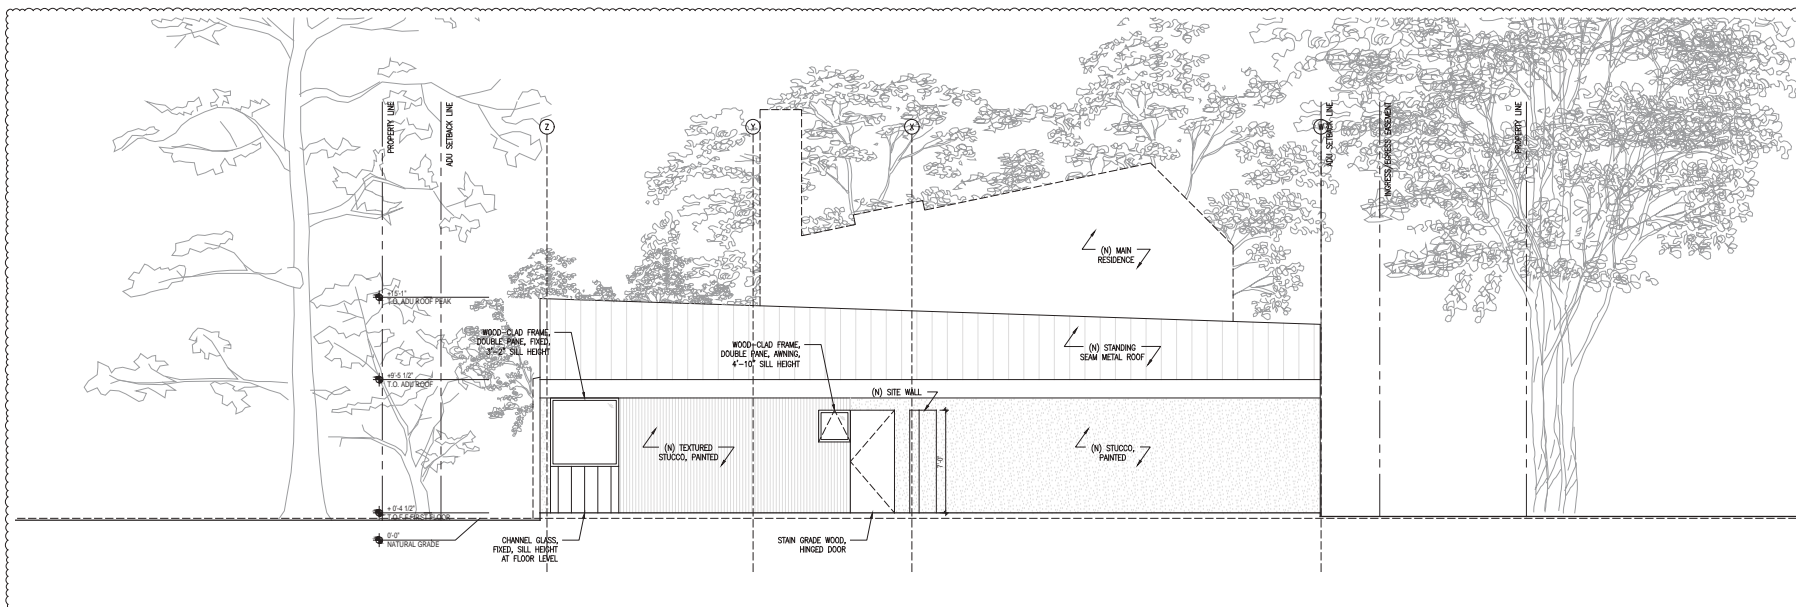 PROPERTY LINE
ADU SETBACK LINE
Z
Y
X
W
ADU SETBACK LINE
INGRESS/EGRESS EASEMENT
PROPERTY LINE
(N) MAIN
RESIDENCE
+15'-1"
T.O. ADU ROOF PEAK
WOOD-CLAD FRAME,
DOUBLE PANE, FIXED,
3'-2" SILL HEIGHT
WOOD-CLAD FRAME,
DOUBLE PANE, AWNING,
4'-10" SILL HEIGHT
(N) STANDING
SEAM METAL ROOF
+9'-5 1/2"
T.O. ADU ROOF
(N) SITE WALL
(N) TEXTURED
STUCCO, PAINTED
(N) STUCCO,
PAINTED
7'-0"
+ 0'-4 1/2"
T.O.F.F FIRST FLOOR
0'-0"
NATURAL GRADE
CHANNEL GLASS,
FIXED, SILL HEIGHT
AT FLOOR LEVEL
STAIN GRADE WOOD,
HINGED DOOR